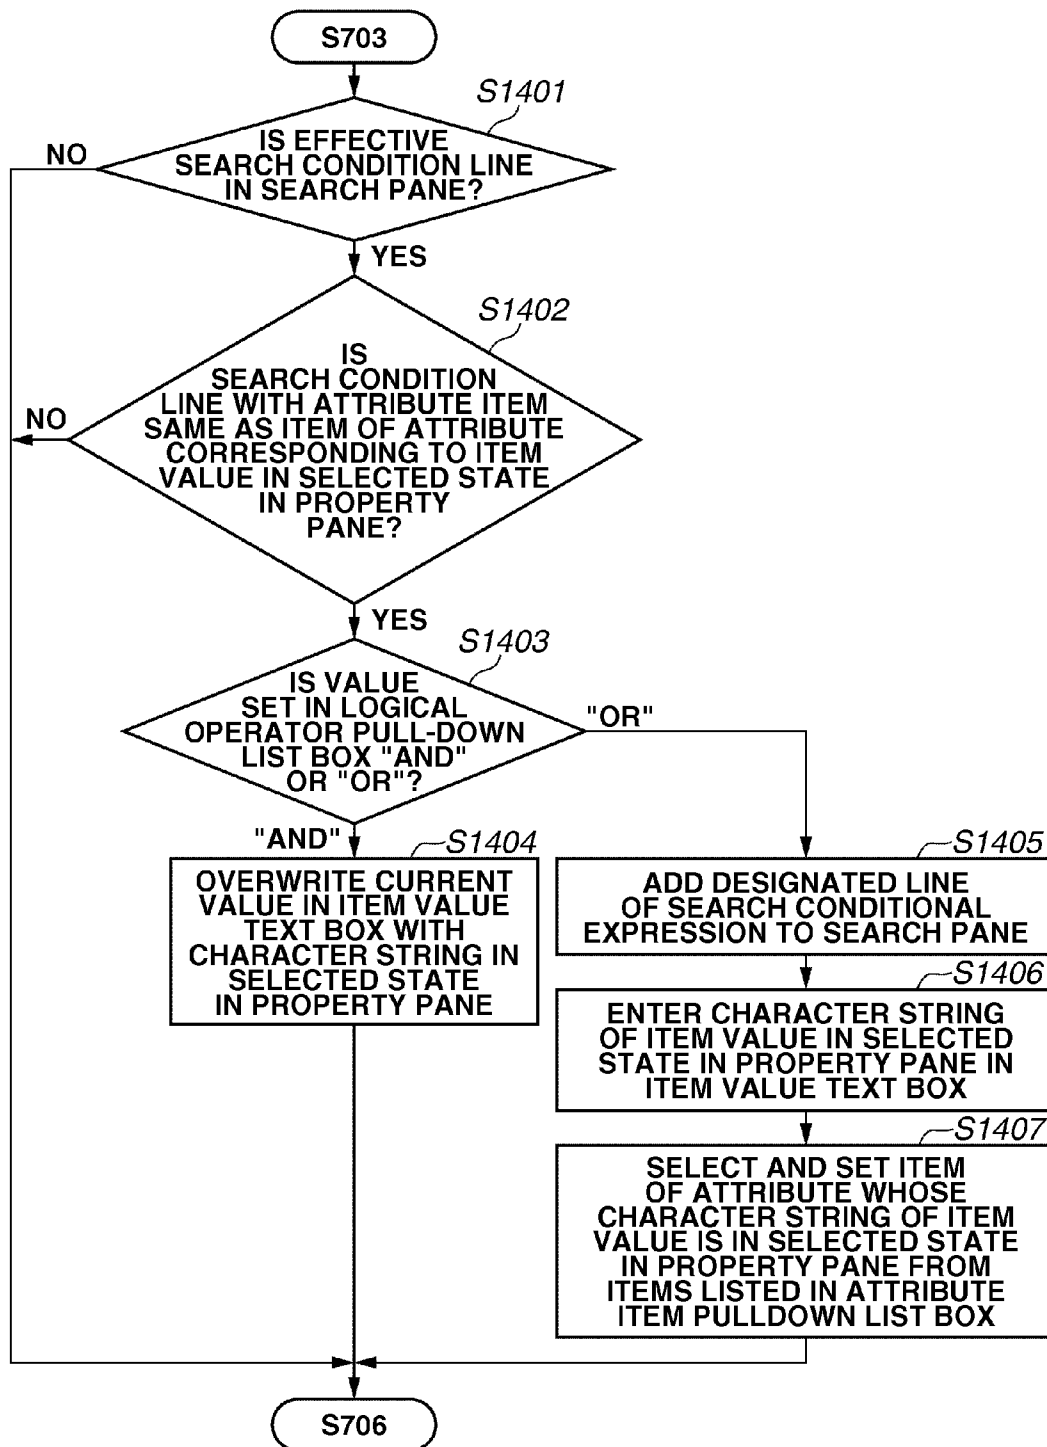 S703
S1401
IS EFFECTIVE
SEARCH CONDITION LINE
IN SEARCH PANE?
NO
YES
S1402
IS
SEARCH CONDITION
LINE WITH ATTRIBUTE ITEM
SAME AS ITEM OF ATTRIBUTE
CORRESPONDING TO ITEM
VALUE IN SELECTED STATE
IN PROPERTY
PANE?
NO
YES
S1403
IS VALUE
SET IN LOGICAL
OPERATOR PULL-DOWN
LIST BOX "AND"
OR "OR"?
"OR"
"AND"
S1404
OVERWRITE CURRENT
VALUE IN ITEM VALUE
TEXT BOX WITH
CHARACTER STRING IN
SELECTED STATE
IN PROPERTY PANE
S1405
ADD DESIGNATED LINE
OF SEARCH CONDITIONAL
EXPRESSION TO SEARCH PANE
S1406
ENTER CHARACTER STRING
OF ITEM VALUE IN SELECTED
STATE IN PROPERTY PANE IN
ITEM VALUE TEXT BOX
S1407
SELECT AND SET ITEM
OF ATTRIBUTE WHOSE
CHARACTER STRING OF ITEM
VALUE IS IN SELECTED STATE
IN PROPERTY PANE FROM
ITEMS LISTED IN ATTRIBUTE
ITEM PULLDOWN LIST BOX
S706